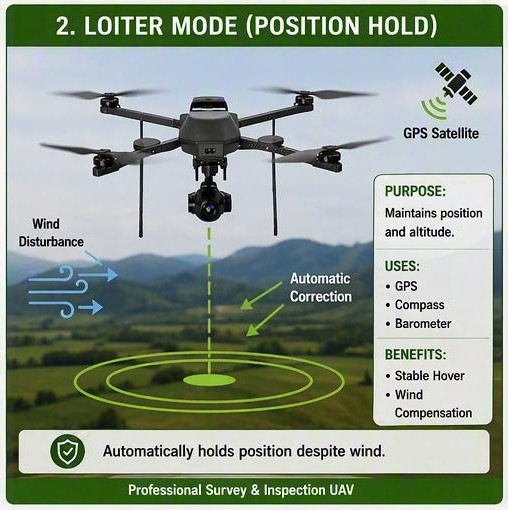 2. LOITER MODE (POSITION HOLD)
GPS Satellite
Wind
Disturbance
Automatic
Correction
PURPOSE:
Maintains position
and altitude.
USES:
• GPS
• Compass
• Barometer
BENEFITS:
• Stable Hover
• Wind
Compensation
Automatically holds position despite wind.
Professional Survey & Inspection UAV